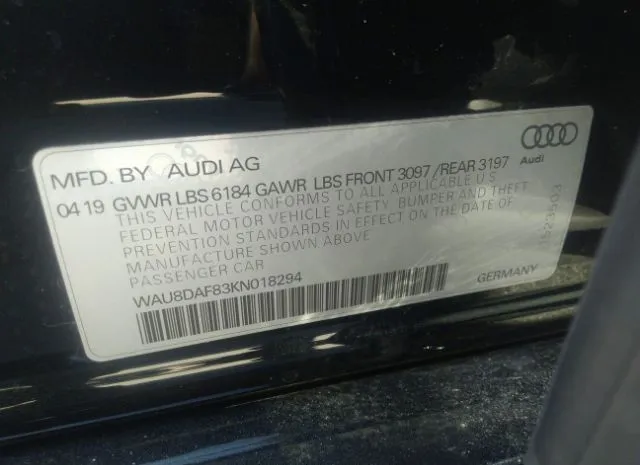 MFD. BY AUDI AG
Audi
04 19 GVWR LBS 6184 GAWR LBS FRONT 3097 / REAR 3197
THIS VEHICLE CONFORMS TO ALL APPLICABLE U.S
FEDERAL MOTOR VEHICLE SAFETY, BUMPER AND THEFT
PREVENTION STANDARDS IN EFFECT ON THE DATE OF
MANUFACTURE SHOWN ABOVE
PASSENGER CAR
WAU8DAF83KN018294
GERMANY